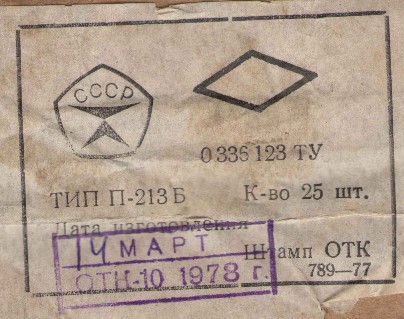 СССР
0 336 123 ТУ
ТИП П-213 Б К-во 25 шт.
Дата изготовления
14 МАРТ
Штамп ОТК
ОТК-10 1978 г.
789—77